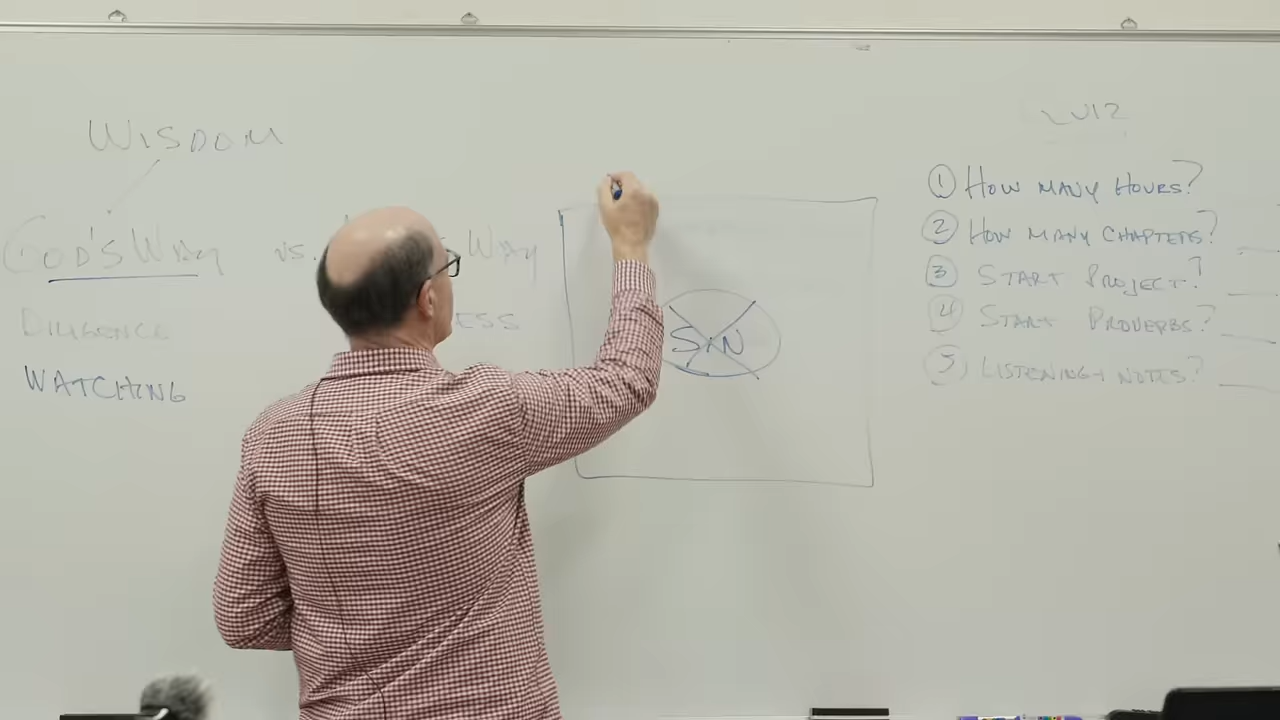 WISDOM
GOD'S WAY vs. WAY
DILIGENCE ESS
WATCHING
SIN
QUIZ
① HOW MANY HOURS?
② HOW MANY CHAPTERS?
③ START PROJECT?
④ START PROVERBS?
⑤ LISTENING + NOTES?